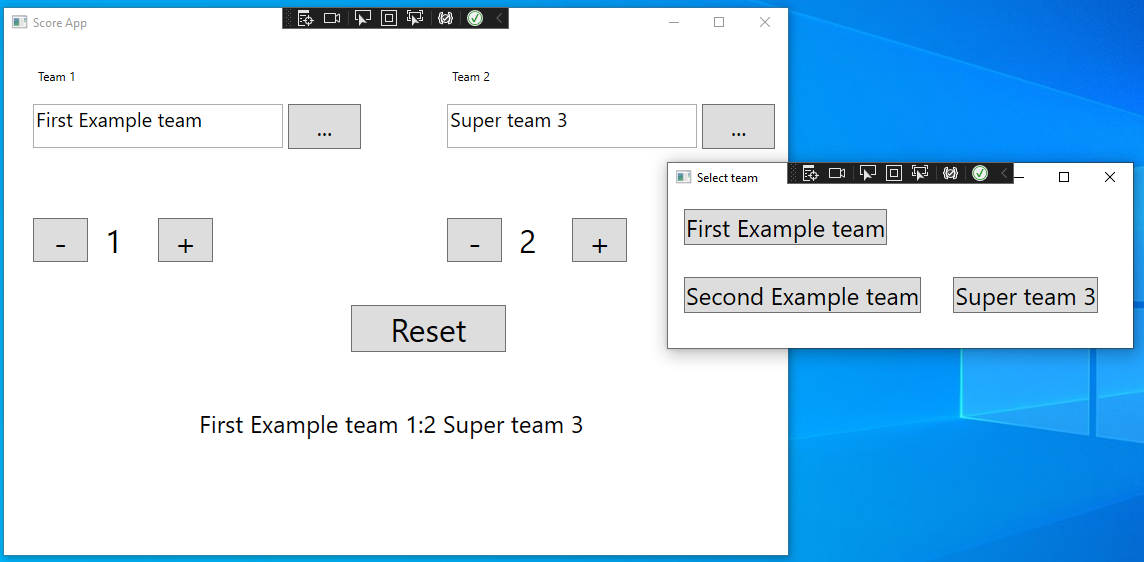 Score App
Team 1
Team 2
First Example team
...
Super team 3
...
- 1 +
- 2 +
Reset
First Example team 1:2 Super team 3
Select team
First Example team
Second Example team
Super team 3